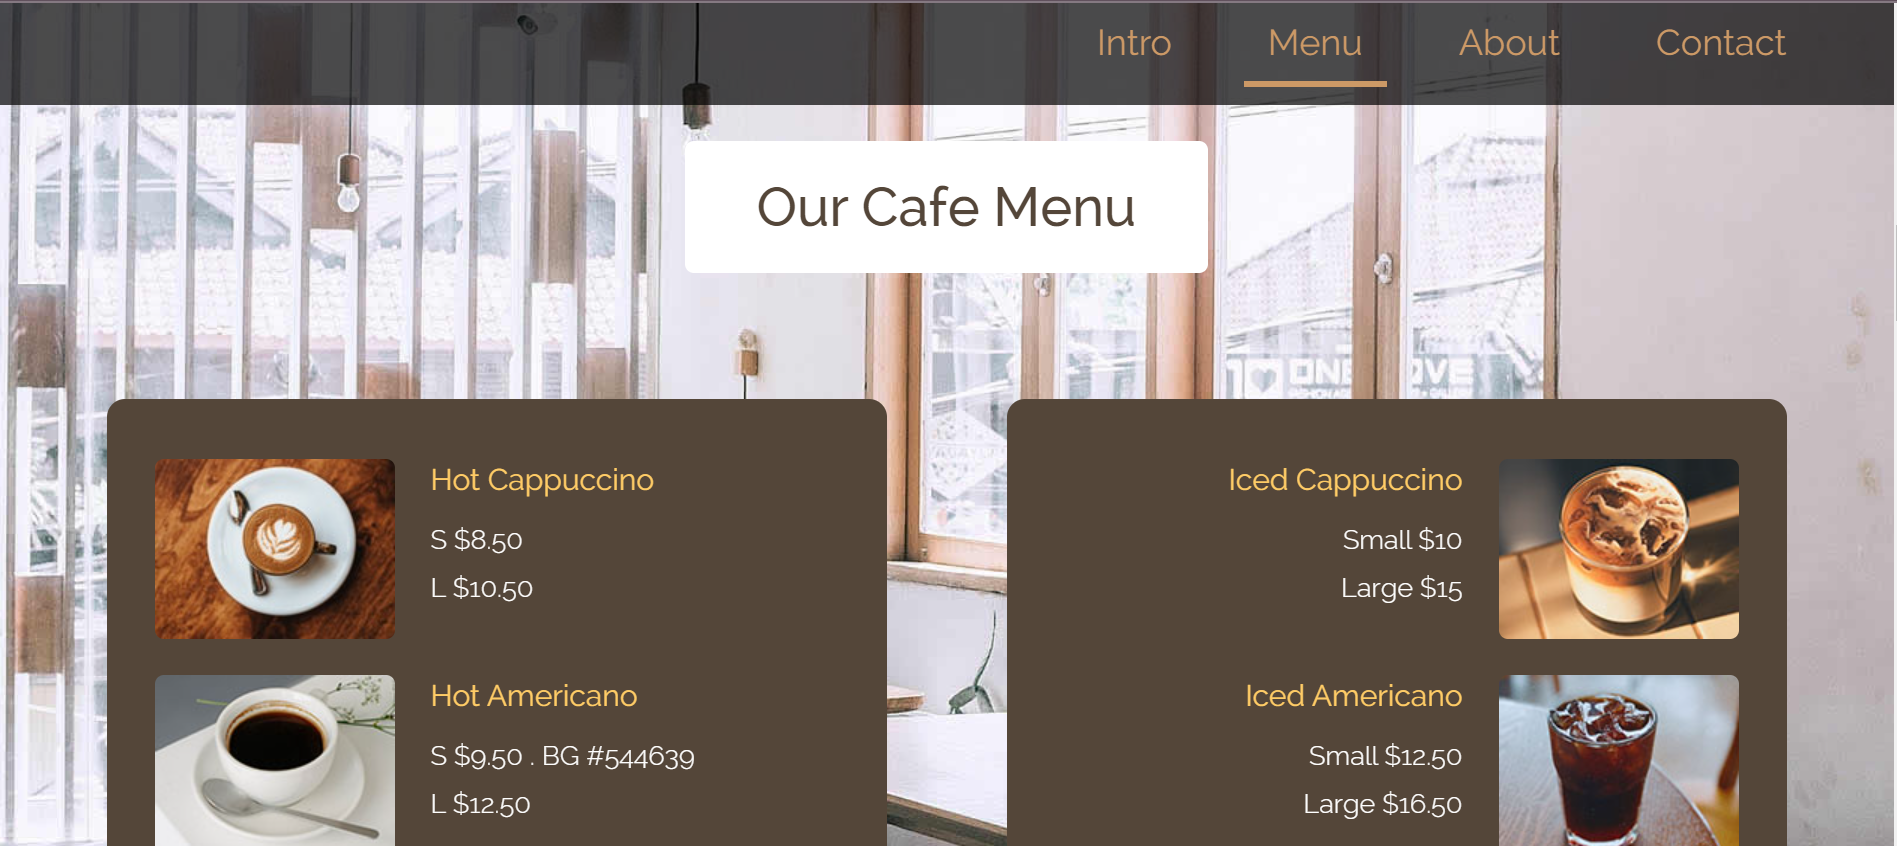 Intro
Menu
About
Contact
Our Cafe Menu
Hot Cappuccino
S $8.50
L $10.50
Hot Americano
S $9.50 . BG #544639
L $12.50
Iced Cappuccino
Small $10
Large $15
Iced Americano
Small $12.50
Large $16.50